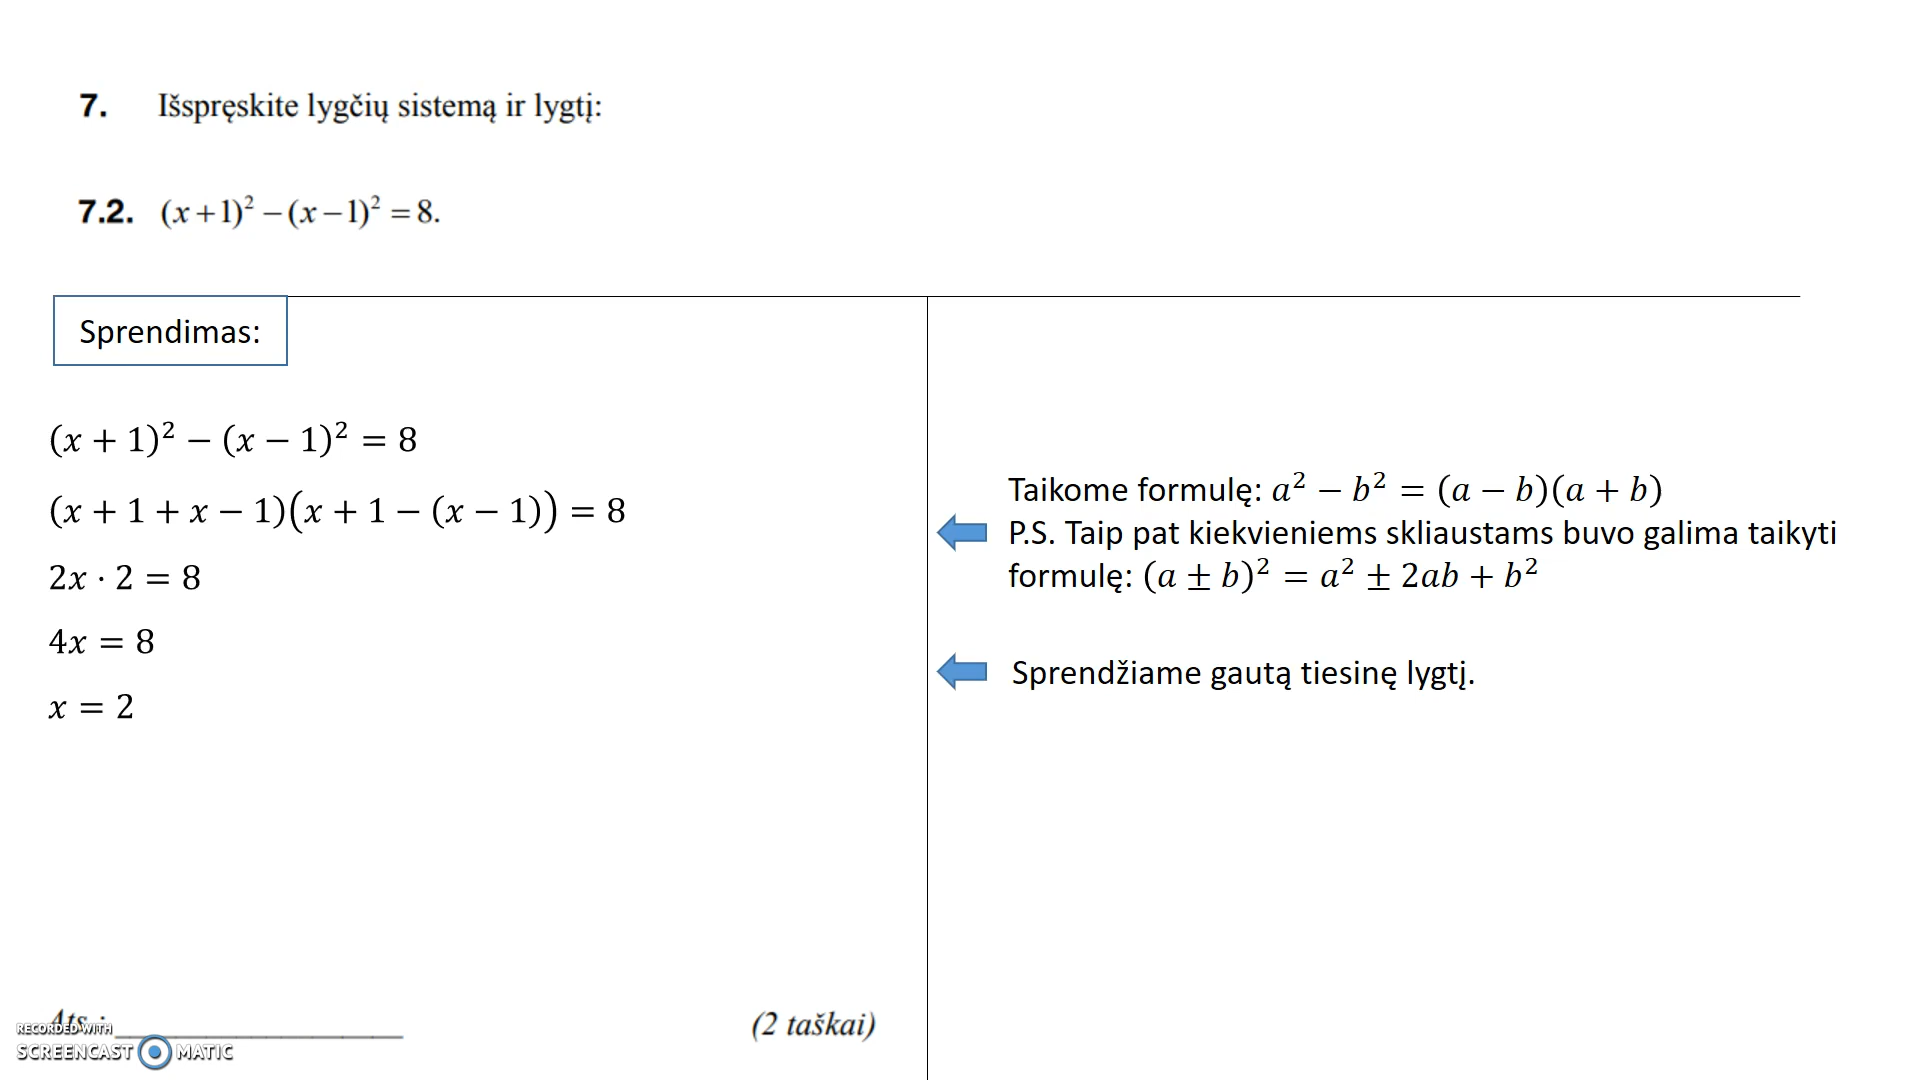 7. Išspręskite lygčių sistemą ir lygtį:
7.2. (x+1)² – (x–1)² = 8.
Sprendimas:
(x + 1)² − (x − 1)² = 8
(x + 1 + x − 1)(x + 1 − (x − 1)) = 8
2x · 2 = 8
4x = 8
x = 2
Taikome formulę: a² − b² = (a − b)(a + b)
P.S. Taip pat kiekvieniems skliaustams buvo galima taikyti
formulę: (a ± b)² = a² ± 2ab + b²
Sprendžiame gautą tiesinę lygtį.
Ats.: (2 taškai)
RECORDED WITH
SCREENCAST MATIC